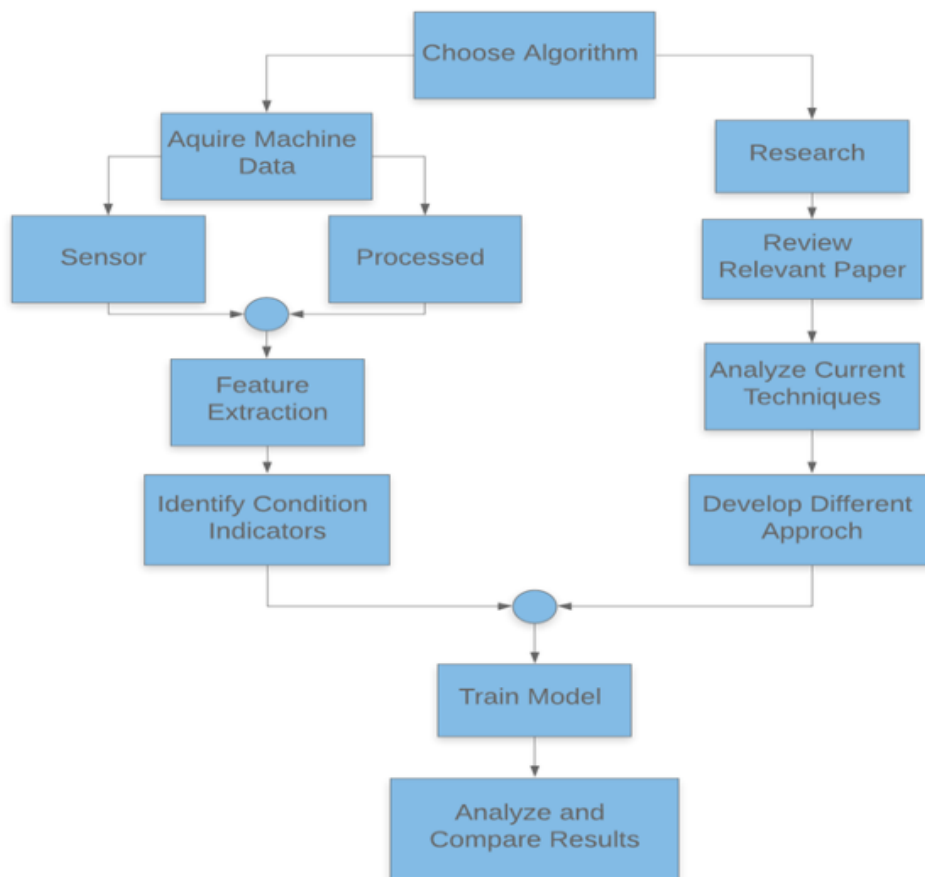 Choose Algorithm
Aquire Machine
Data
Research
Sensor
Processed
Review
Relevant Paper
Feature
Extraction
Analyze Current
Techniques
Identify Condition
Indicators
Develop Different
Approch
Train Model
Analyze and
Compare Results